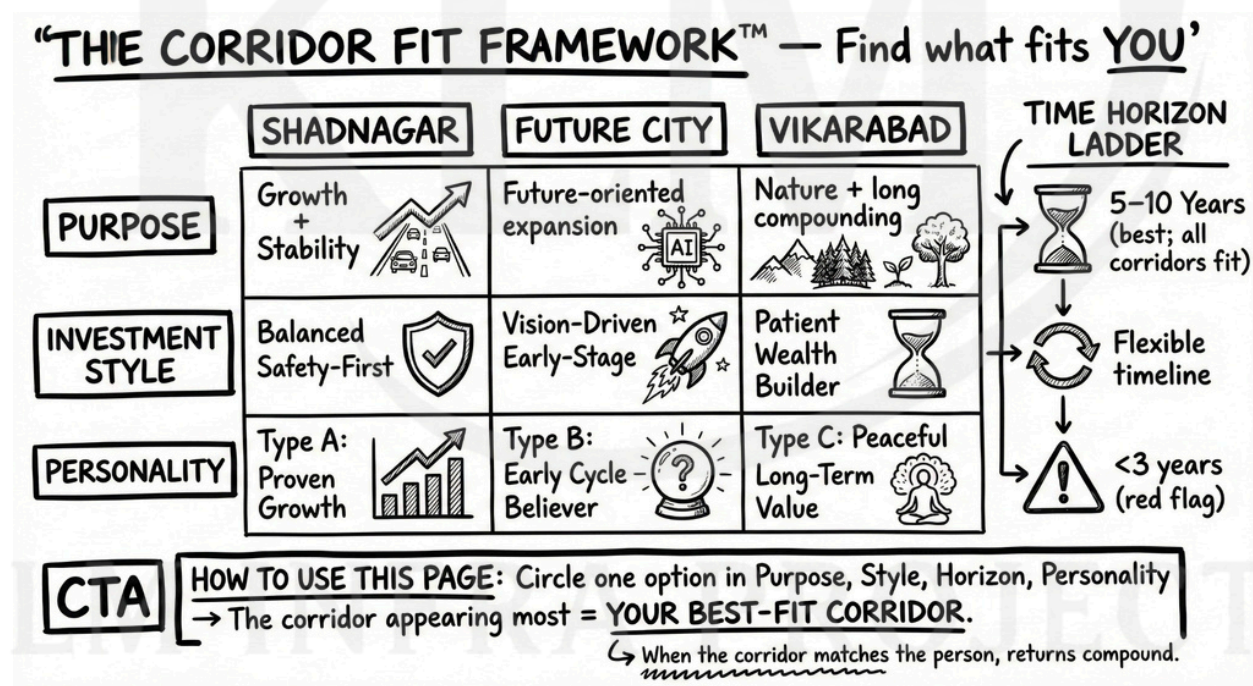 “THIE CORRIDOR FIT FRAMEWORK™ — Find what fits YOU’
SHADNAGAR
FUTURE CITY
VIKARABAD
TIME HORIZON
LADDER
PURPOSE
Growth
+
Stability
Future-oriented
expansion
AI
Nature + long
compounding
5–10 Years
(best; all
corridors fit)
INVESTMENT
STYLE
Balanced
Safety-First
Vision-Driven
Early-Stage
Patient
Wealth
Builder
Flexible
timeline
PERSONALITY
Type A:
Proven
Growth
Type B:
Early Cycle
Believer
?
Type C: Peaceful
Long-Term
Value
!
<3 years
(red flag)
CTA
HOW TO USE THIS PAGE: Circle one option in Purpose, Style, Horizon, Personality
→ The corridor appearing most = YOUR BEST-FIT CORRIDOR.
When the corridor matches the person, returns compound.
LM INFRA PROJECT